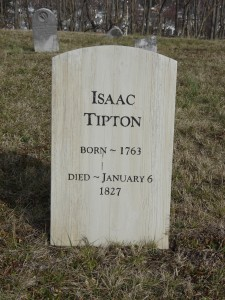 Isaac
Tipton
Born ~ 1763
Died ~ January 6
1827